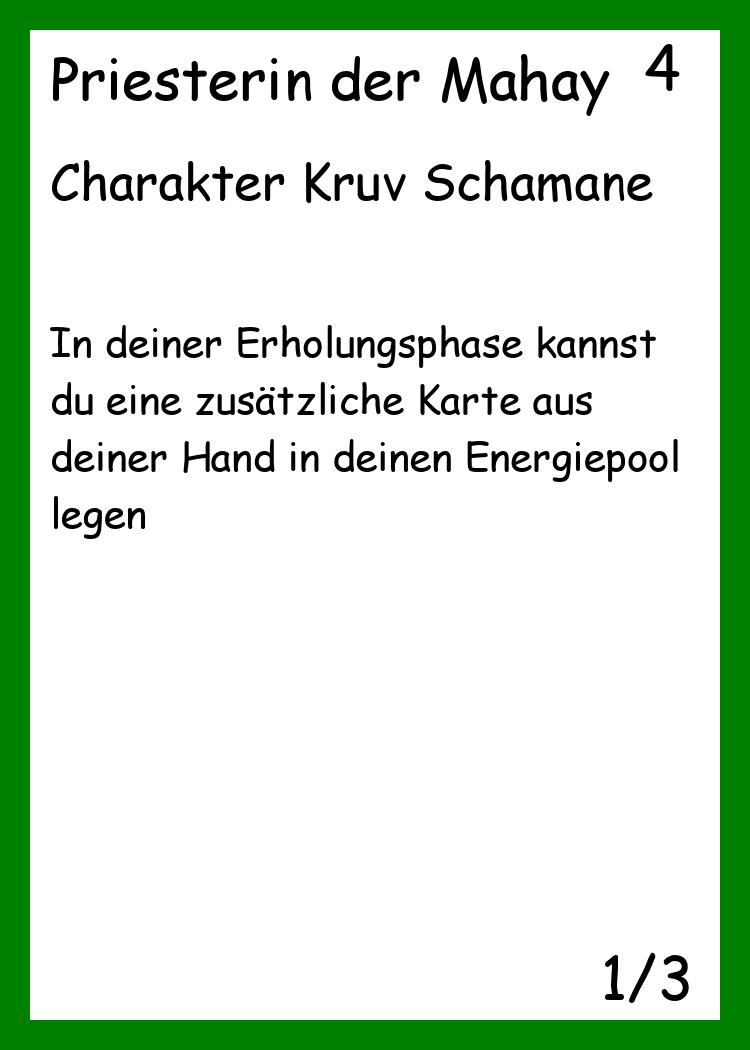 Priesterin der Mahay 4
Charakter Kruv Schamane
In deiner Erholungsphase kannst
du eine zusätzliche Karte aus
deiner Hand in deinen Energiepool
legen
1/3